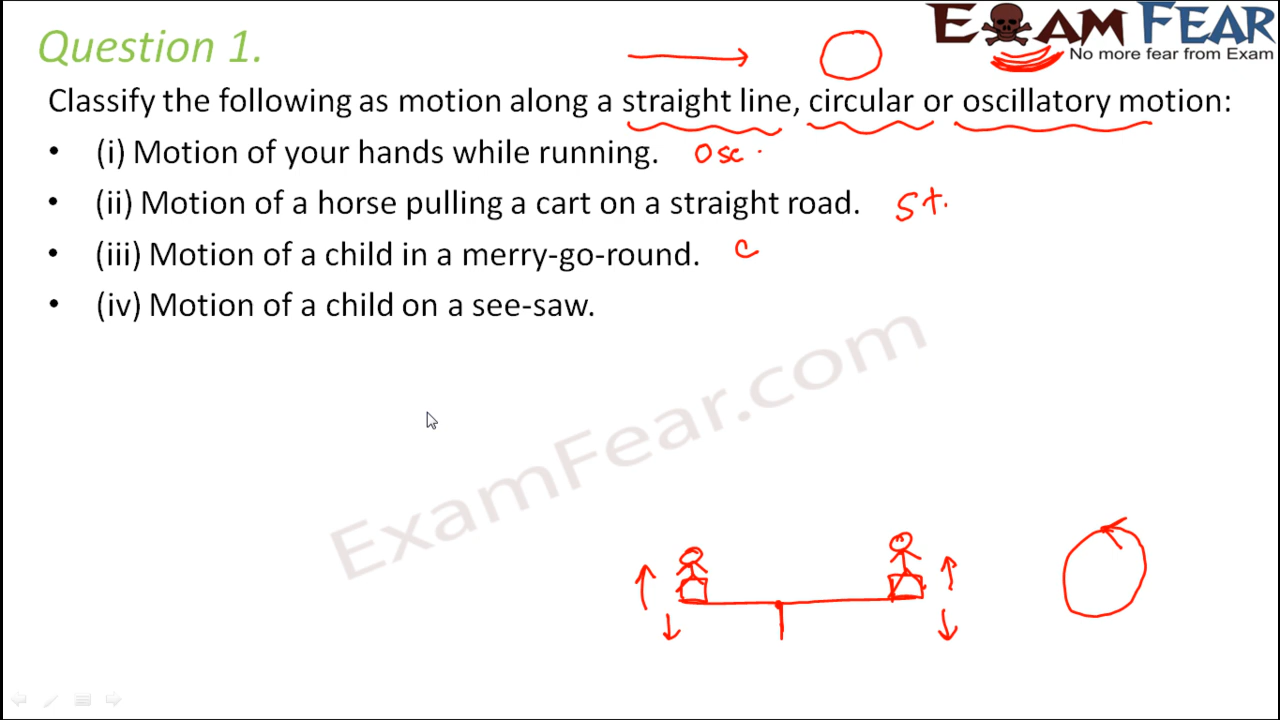 EXAM FEAR
No more fear from Exam
Question 1.
Classify the following as motion along a straight line, circular or oscillatory motion:
• (i) Motion of your hands while running. osc.
• (ii) Motion of a horse pulling a cart on a straight road. st.
• (iii) Motion of a child in a merry-go-round. c
• (iv) Motion of a child on a see-saw.
ExamFear.com